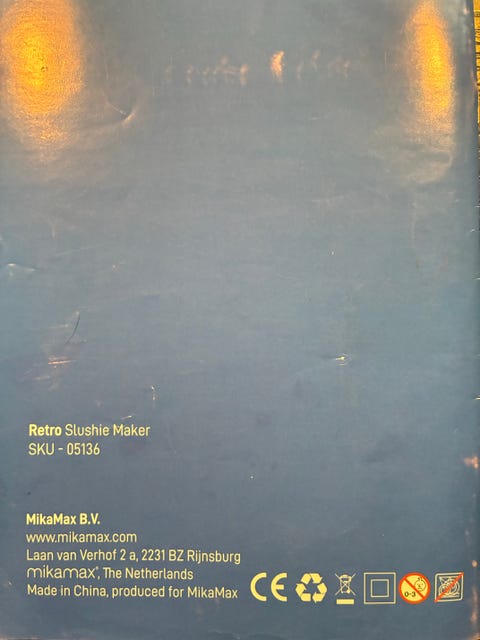 Retro Slushie Maker
SKU - 05136
MikaMax B.V.
www.mikamax.com
Laan van Verhof 2 a, 2231 BZ Rijnsburg
mikamax®, The Netherlands
Made in China, produced for MikaMax
CE
0-3